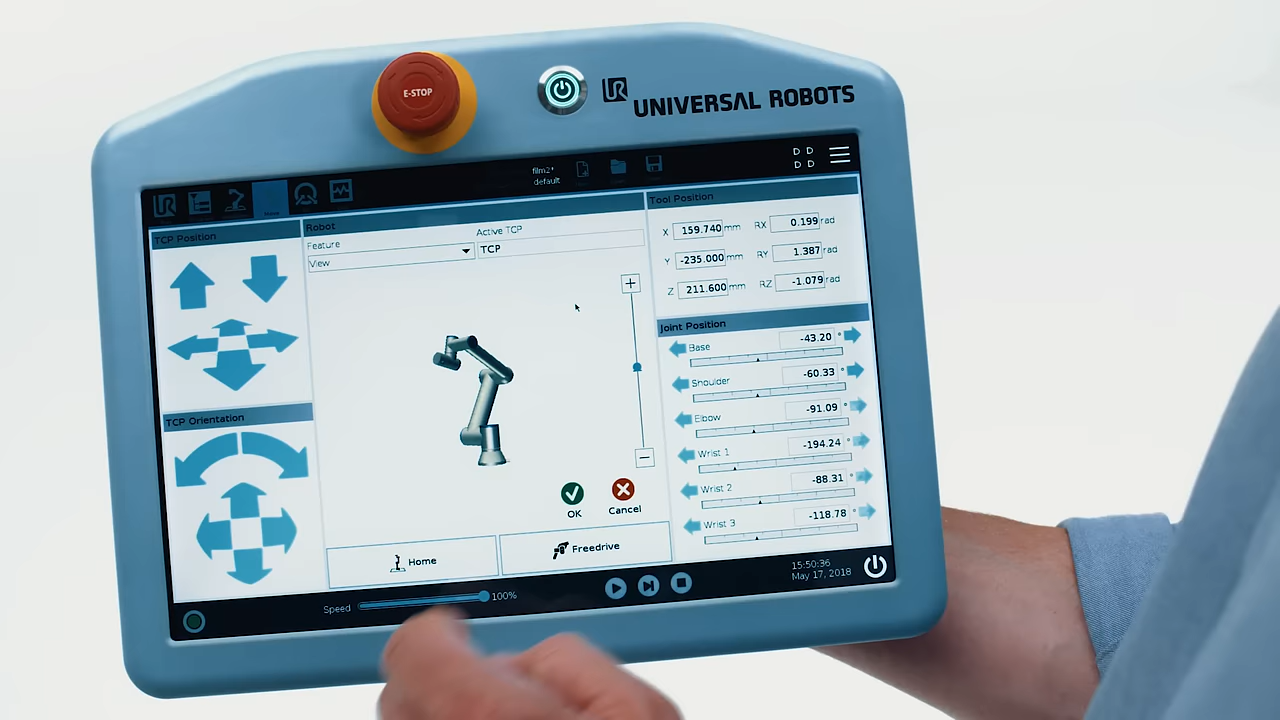 E-STOP
UR
UNIVERSAL ROBOTS
UR
film2*
default
D D
D D
TCP Position
Robot
Feature
View
Active TCP
TCP
+
−
Tool Position
X 159.740 mm RX 0.199 rad
Y -235.000 mm RY 1.387 rad
Z 211.600 mm RZ -1.079 rad
Joint Position
Base -43.20 °
Shoulder -60.33 °
Elbow -91.09 °
Wrist 1 -194.24 °
Wrist 2 -88.31 °
Wrist 3 -118.78 °
TCP Orientation
OK
Cancel
Home
Freedrive
Speed 100%
15:50:36
May 17, 2018